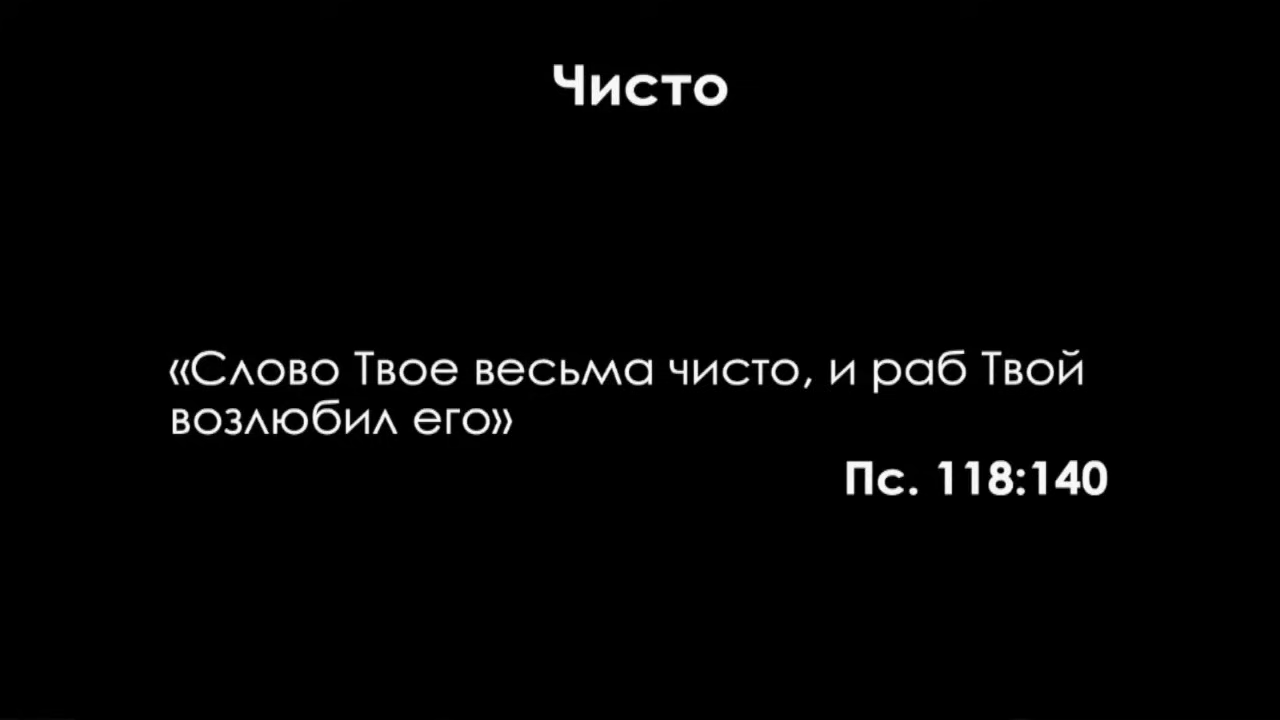 Чисто
«Слово Твое весьма чисто, и раб Твой
возлюбил его»
Пс. 118:140